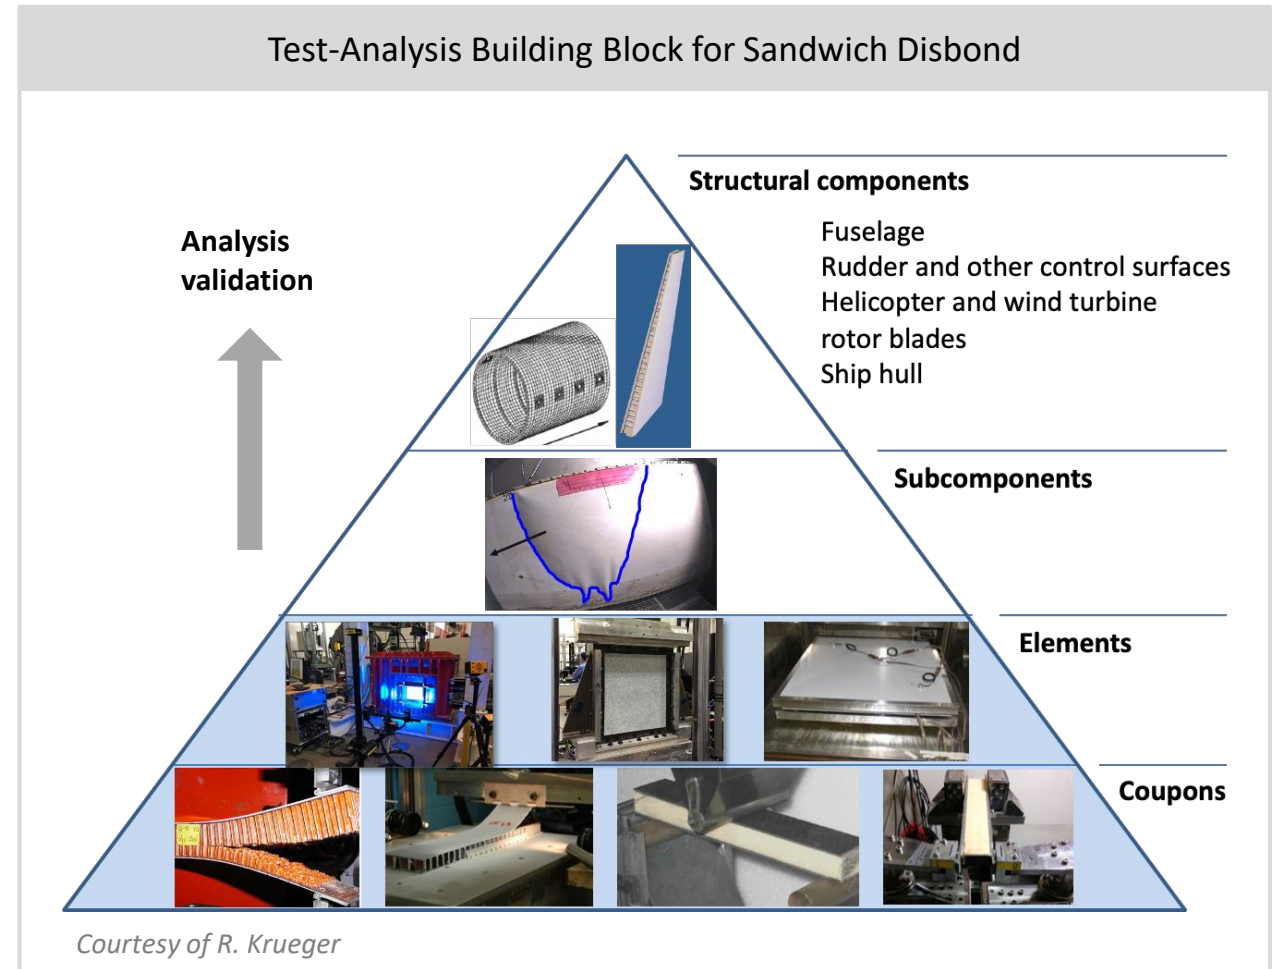 Test-Analysis Building Block for Sandwich Disbond
Structural components
Analysis
validation
Fuselage
Rudder and other control surfaces
Helicopter and wind turbine
rotor blades
Ship hull
Subcomponents
Elements
Coupons
Courtesy of R. Krueger